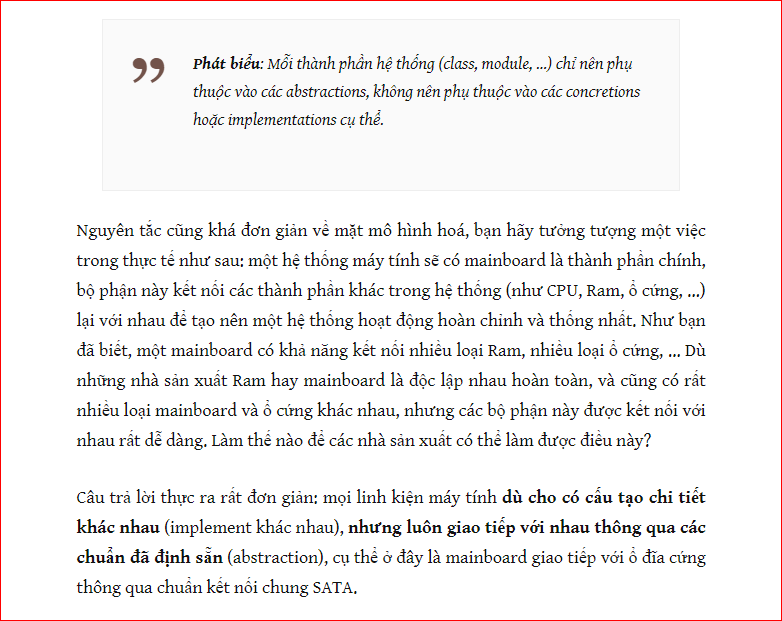 Phát biểu: Mỗi thành phần hệ thống (class, module, ...) chỉ nên phụ
thuộc vào các abstractions, không nên phụ thuộc vào các concretions
hoặc implementations cụ thể.
Nguyên tắc cũng khá đơn giản về mặt mô hình hoá, bạn hãy tưởng tượng một việc
trong thực tế như sau: một hệ thống máy tính sẽ có mainboard là thành phần chính,
bộ phận này kết nối các thành phần khác trong hệ thống (như CPU, Ram, ổ cứng, ...)
lại với nhau để tạo nên một hệ thống hoạt động hoàn chỉnh và thống nhất. Như bạn
đã biết, một mainboard có khả năng kết nối nhiều loại Ram, nhiều loại ổ cứng, ... Dù
những nhà sản xuất Ram hay mainboard là độc lập nhau hoàn toàn, và cũng có rất
nhiều loại mainboard và ổ cứng khác nhau, nhưng các bộ phận này được kết nối với
nhau rất dễ dàng. Làm thế nào để các nhà sản xuất có thể làm được điều này?
Câu trả lời thực ra rất đơn giản: mọi linh kiện máy tính dù cho có cấu tạo chi tiết
khác nhau (implement khác nhau), nhưng luôn giao tiếp với nhau thông qua các
chuẩn đã định sẵn (abstraction), cụ thể ở đây là mainboard giao tiếp với ổ đĩa cứng
thông qua chuẩn kết nối chung SATA.